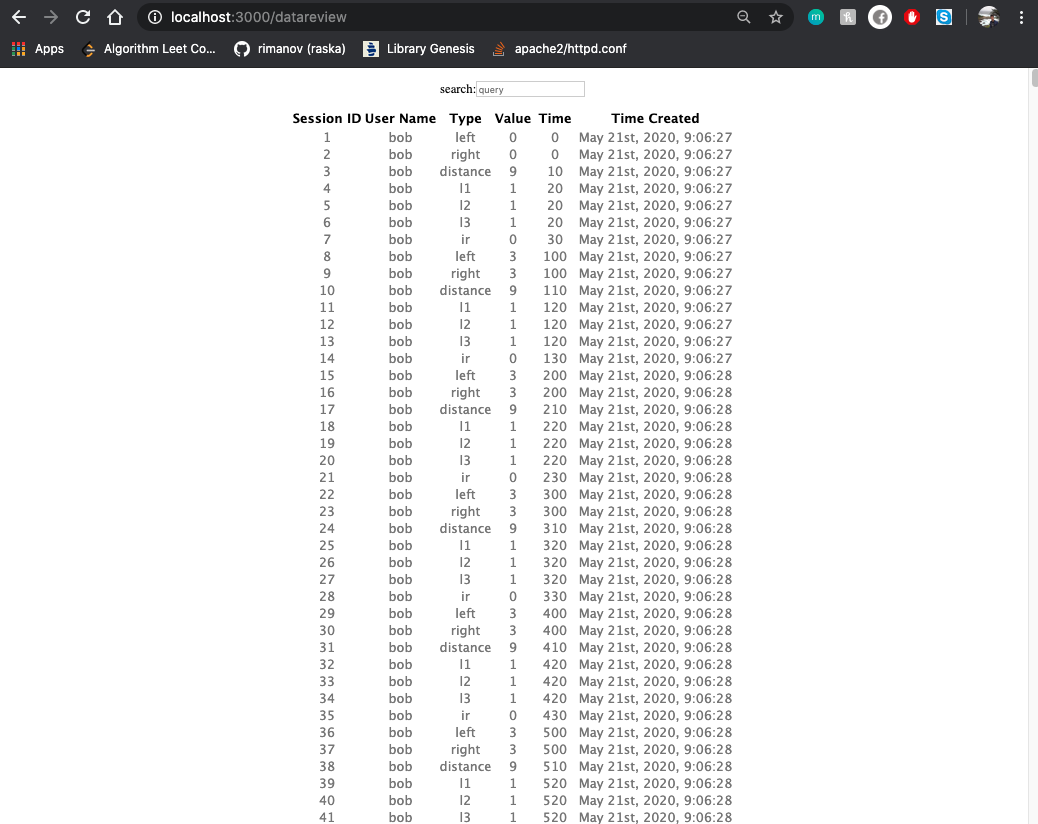 localhost:3000/datareview
m
Apps Algorithm Leet Co... rimanov (raska) Library Genesis apache2/httpd.conf
search: query
Session ID User Name Type Value Time Time Created
1 bob left 0 0 May 21st, 2020, 9:06:27
2 bob right 0 0 May 21st, 2020, 9:06:27
3 bob distance 9 10 May 21st, 2020, 9:06:27
4 bob l1 1 20 May 21st, 2020, 9:06:27
5 bob l2 1 20 May 21st, 2020, 9:06:27
6 bob l3 1 20 May 21st, 2020, 9:06:27
7 bob ir 0 30 May 21st, 2020, 9:06:27
8 bob left 3 100 May 21st, 2020, 9:06:27
9 bob right 3 100 May 21st, 2020, 9:06:27
10 bob distance 9 110 May 21st, 2020, 9:06:27
11 bob l1 1 120 May 21st, 2020, 9:06:27
12 bob l2 1 120 May 21st, 2020, 9:06:27
13 bob l3 1 120 May 21st, 2020, 9:06:27
14 bob ir 0 130 May 21st, 2020, 9:06:27
15 bob left 3 200 May 21st, 2020, 9:06:28
16 bob right 3 200 May 21st, 2020, 9:06:28
17 bob distance 9 210 May 21st, 2020, 9:06:28
18 bob l1 1 220 May 21st, 2020, 9:06:28
19 bob l2 1 220 May 21st, 2020, 9:06:28
20 bob l3 1 220 May 21st, 2020, 9:06:28
21 bob ir 0 230 May 21st, 2020, 9:06:28
22 bob left 3 300 May 21st, 2020, 9:06:28
23 bob right 3 300 May 21st, 2020, 9:06:28
24 bob distance 9 310 May 21st, 2020, 9:06:28
25 bob l1 1 320 May 21st, 2020, 9:06:28
26 bob l2 1 320 May 21st, 2020, 9:06:28
27 bob l3 1 320 May 21st, 2020, 9:06:28
28 bob ir 0 330 May 21st, 2020, 9:06:28
29 bob left 3 400 May 21st, 2020, 9:06:28
30 bob right 3 400 May 21st, 2020, 9:06:28
31 bob distance 9 410 May 21st, 2020, 9:06:28
32 bob l1 1 420 May 21st, 2020, 9:06:28
33 bob l2 1 420 May 21st, 2020, 9:06:28
34 bob l3 1 420 May 21st, 2020, 9:06:28
35 bob ir 0 430 May 21st, 2020, 9:06:28
36 bob left 3 500 May 21st, 2020, 9:06:28
37 bob right 3 500 May 21st, 2020, 9:06:28
38 bob distance 9 510 May 21st, 2020, 9:06:28
39 bob l1 1 520 May 21st, 2020, 9:06:28
40 bob l2 1 520 May 21st, 2020, 9:06:28
41 bob l3 1 520 May 21st, 2020, 9:06:28